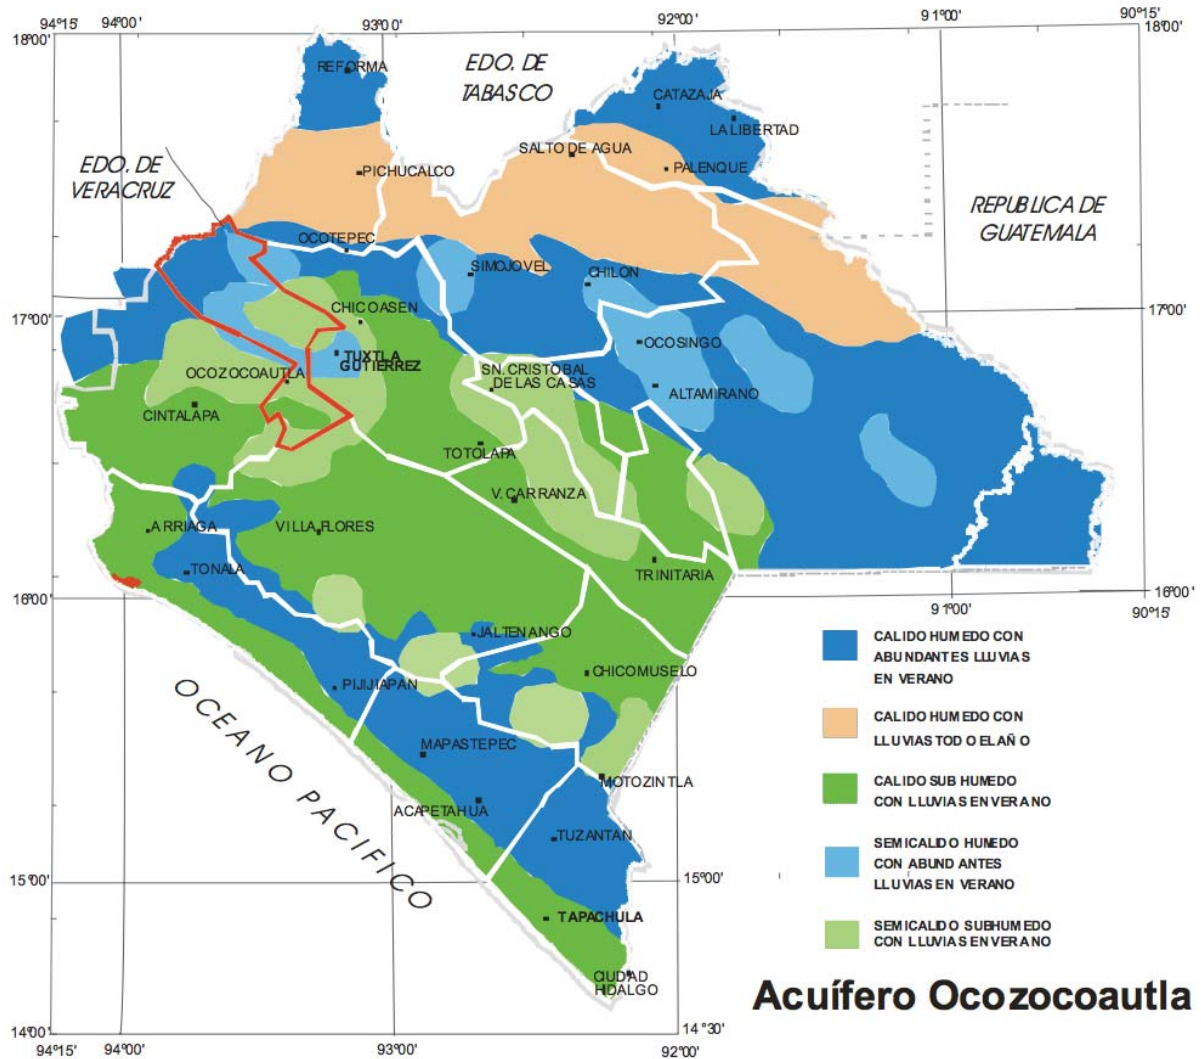 94°15' 94°00' 93°00' 92°00' 91°00' 90°15'
18°00' 18°00'
REFORMA
EDO. DE
TABASCO
CATAZAJA
LA LIBERTAD
SALTO DE AGUA
PALENQUE
PICHUCALCO
EDO. DE
VERACRUZ
REPUBLICA DE
GUATEMALA
OCOTEPEC
SIMOJOVEL
CHILON
CHICOASEN
17°00' 17°00'
TUXTLA
GUTIERREZ
OCOSINGO
OCOZOCOAUTLA
SN. CRISTOBAL
DE LAS CASAS
ALTAMIRANO
CINTALAPA
TOTOLAPA
V. CARRANZA
ARRIAGA
VILLA FLORES
TONALA
TRINITARIA
16°00' 16°00'
91°00' 90°15'
JALTENANGO
CHICOMUSELO
PIJIJIAPAN
MAPASTEPEC
MOTOZINTLA
ACAPETAHUA
TUZANTAN
OCEANO PACIFICO
15°00' 15°00'
TAPACHULA
CIUDAD
HIDALGO
CALIDO HUMEDO CON
ABUNDANTES LLUVIAS
EN VERANO
CALIDO HUMEDO CON
LLUVIAS TODO EL AÑO
CALIDO SUB HUMEDO
CON LLUVIAS EN VERANO
SEMICALIDO HUMEDO
CON ABUNDANTES
LLUVIAS EN VERANO
SEMICALIDO SUBHUMEDO
CON LLUVIAS EN VERANO
Acuífero Ocozocoautla
14°00' 14°30'
94°15' 94°00' 93°00' 92°00'